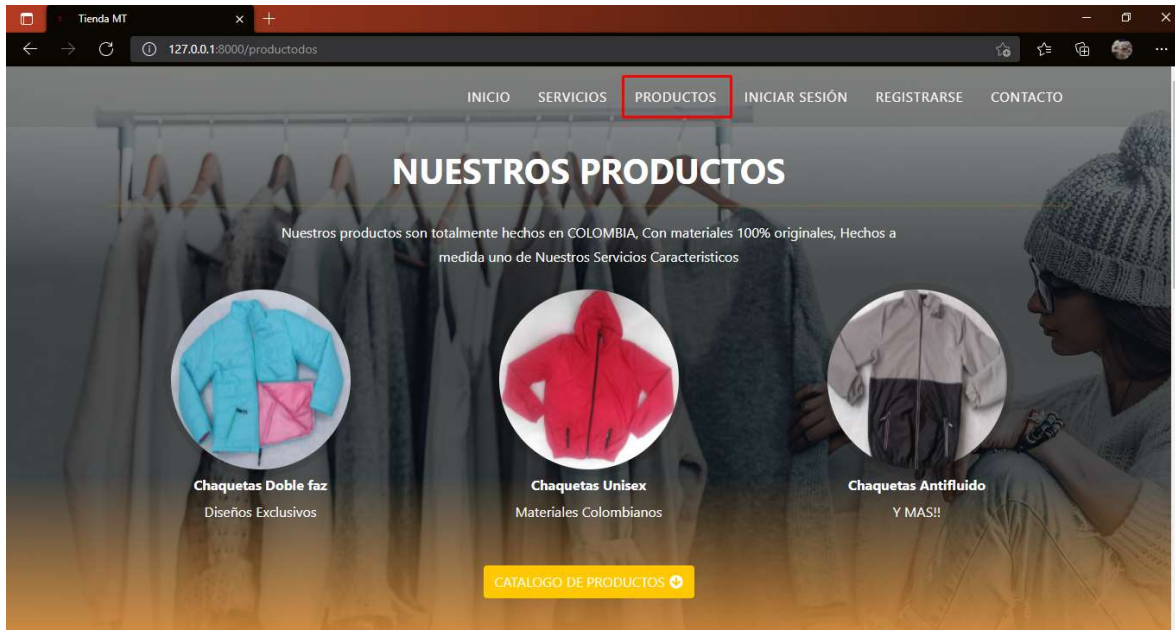 Tienda MT
127.0.0.1:8000/productodos
INICIO SERVICIOS PRODUCTOS INICIAR SESIÓN REGISTRARSE CONTACTO
NUESTROS PRODUCTOS
Nuestros productos son totalmente hechos en COLOMBIA, Con materiales 100% originales, Hechos a
medida uno de Nuestros Servicios Caracteristicos
Chaquetas Doble faz
Diseños Exclusivos
Chaquetas Unisex
Materiales Colombianos
Chaquetas Antifluido
Y MAS!!
CATALOGO DE PRODUCTOS